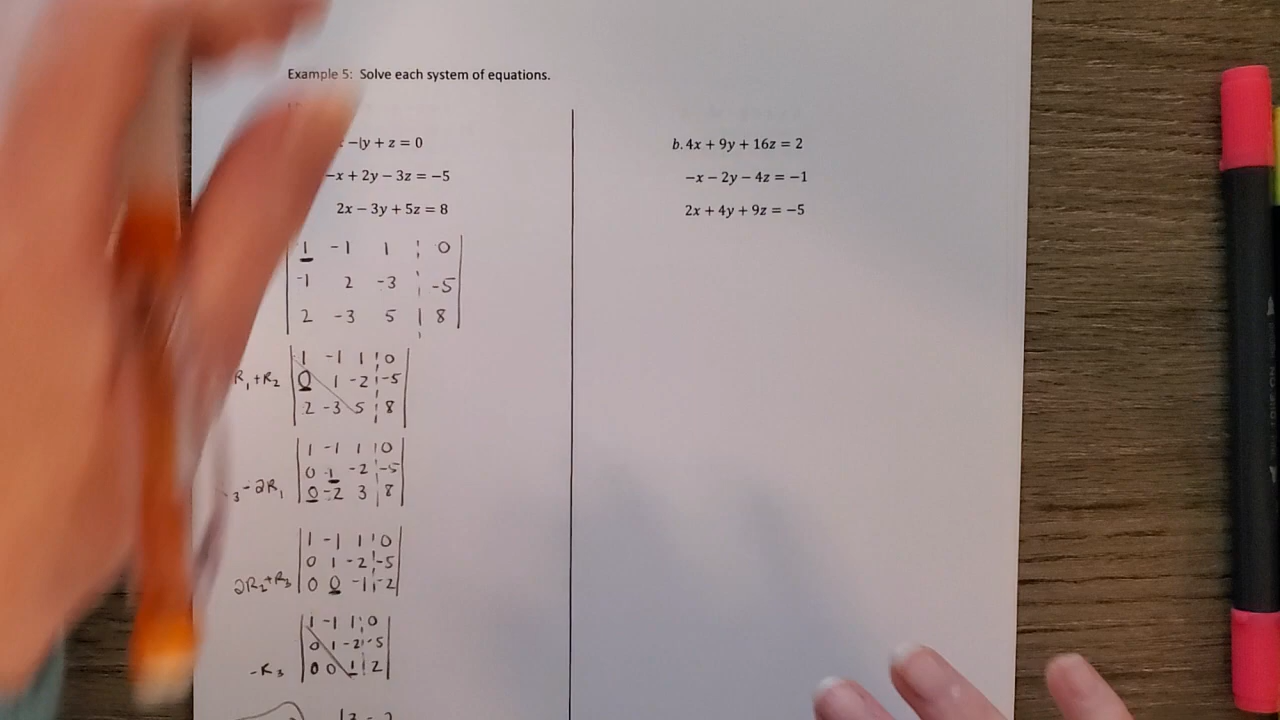 Example 5: Solve each system of equations.
-y + z = 0
−x + 2y − 3z = −5
2x − 3y + 5z = 8
1 -1 1 0
-1 2 -3 -5
2 -3 5 8
1 -1 1 0
R1+R2 0 1 -2 -5
2 -3 5 8
1 -1 1 0
0 1 -2 -5
3-2R1 0 -2 3 8
1 -1 1 0
0 1 -2 -5
2R2+R3 0 0 -1 -2
1 -1 1 0
0 1 -2 -5
-R3 0 0 1 2
b. 4x + 9y + 16z = 2
−x − 2y − 4z = −1
2x + 4y + 9z = −5